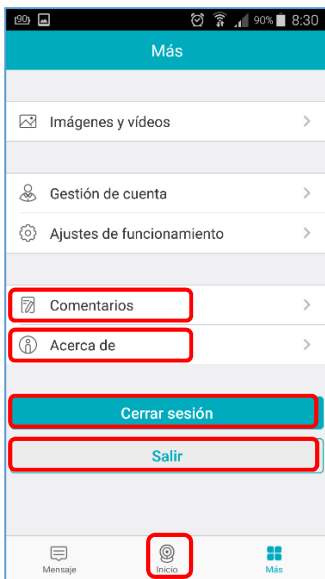 90 90% 8:30
Más
Imágenes y vídeos
Gestión de cuenta
Ajustes de funcionamiento
Comentarios
Acerca de
Cerrar sesión
Salir
Mensaje Inicio Más